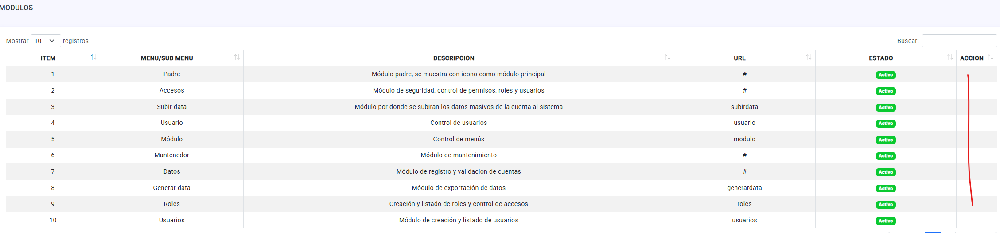 MÓDULOS
Mostrar 10 registros
Buscar:
ITEM MENU/SUB MENU DESCRIPCION URL ESTADO ACCION
1 Padre Módulo padre, se muestra con icono como módulo principal # Activo
2 Accesos Módulo de seguridad, control de permisos, roles y usuarios # Activo
3 Subir data Módulo por donde se subiran los datos masivos de la cuenta al sistema subirdata Activo
4 Usuario Control de usuarios usuario Activo
5 Módulo Control de menús modulo Activo
6 Mantenedor Módulo de mantenimiento # Activo
7 Datos Módulo de registro y validación de cuentas # Activo
8 Generar data Módulo de exportación de datos generardata Activo
9 Roles Creación y listado de roles y control de accesos roles Activo
10 Usuarios Módulo de creación y listado de usuarios usuarios Activo